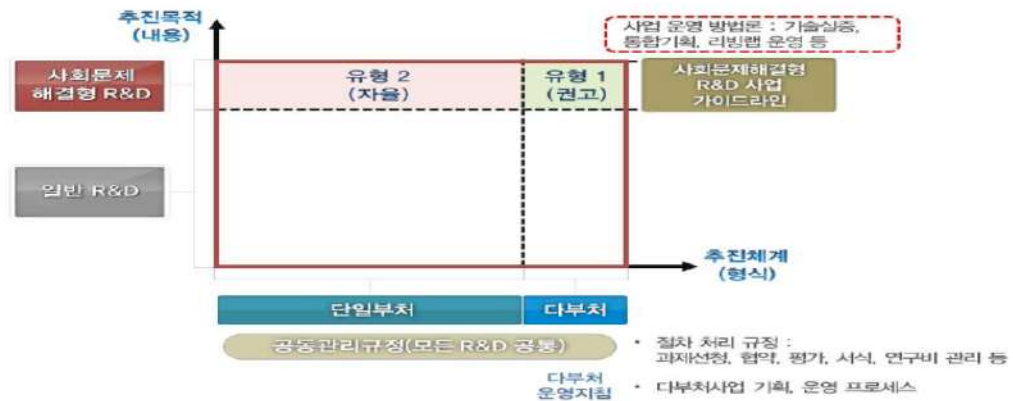 추진목적
(내용)
사업 운영 방법론 : 기술실증,
통합기획, 리빙랩 운영 등
사회문제
해결형 R&D
유형 2
(자율)
유형 1
(권고)
사회문제해결형
R&D 사업
가이드라인
일반 R&D
추진체계
(형식)
단일부처
다부처
공동관리규정(모든 R&D 공통)
• 절차 처리 규정 :
과제선정, 협약, 평가, 서식, 연구비 관리 등
다부처
운영지침
• 다부처사업 기획, 운영 프로세스